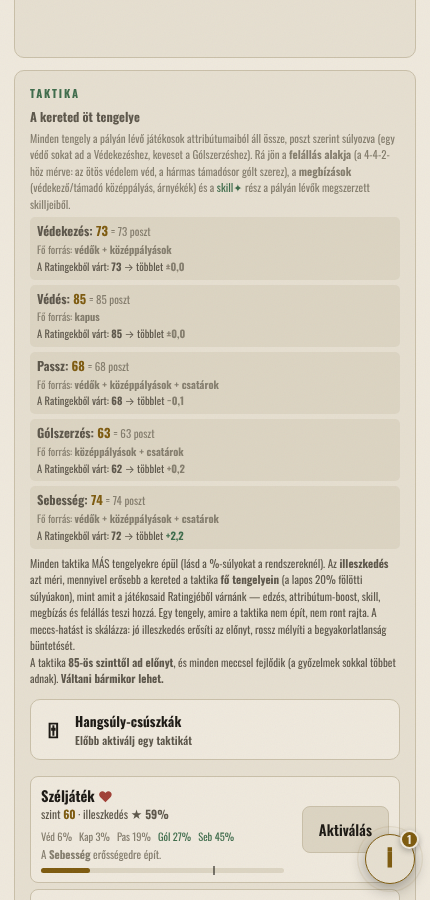 TAKTIKA
A kereted öt tengelye
Minden tengely a pályán lévő játékosok attribútumaiból áll össze, poszt szerint súlyozva (egy
védő sokat ad a Védekezéshez, keveset a Gólszerzéshez). Rá jön a felállás alakja (a 4-4-2-
höz mérve: az ötös védelem véd, a hármas támadósor gólt szerez), a megbízások
(védekező/támadó középpályás, árnyékék) és a skill✦ rész a pályán lévők megszerzett
skilljeiből.
Védekezés: 73 = 73 poszt
Fő forrás: védők + középpályások
A Ratingekből várt: 73 → többlet ±0,0
Védés: 85 = 85 poszt
Fő forrás: kapus
A Ratingekből várt: 85 → többlet ±0,0
Passz: 68 = 68 poszt
Fő forrás: védők + középpályások + csatárok
A Ratingekből várt: 68 → többlet −0,1
Gólszerzés: 63 = 63 poszt
Fő forrás: középpályások + csatárok
A Ratingekből várt: 62 → többlet +0,2
Sebesség: 74 = 74 poszt
Fő forrás: védők + középpályások + csatárok
A Ratingekből várt: 72 → többlet +2,2
Minden taktika MÁS tengelyekre épül (lásd a %-súlyokat a rendszereknél). Az illeszkedés
azt méri, mennyivel erősebb a kereted a taktika fő tengelyein (a lapos 20% fölötti
súlyúakon), mint amit a játékosaid Ratingjéből várnánk — edzés, attribútum-boost, skill,
megbízás és felállás teszi hozzá. Egy tengely, amire a taktika nem épít, nem ront rajta. A
meccs-hatást is skálázza: jó illeszkedés erősíti az előnyt, rossz mélyíti a begyakorlatlanság
büntetését.
A taktika 85-ös szinttől ad előnyt, és minden meccsel fejlődik (a győzelmek sokkal többet
adnak). Váltani bármikor lehet.
Hangsúly-csúszkák
Előbb aktiválj egy taktikát
Széljáték ♥
szint 60 · illeszkedés ★ 59%
Véd 6% Kap 3% Pas 19% Gól 27% Seb 45%
A Sebesség erősségedre épít.
Aktiválás
1